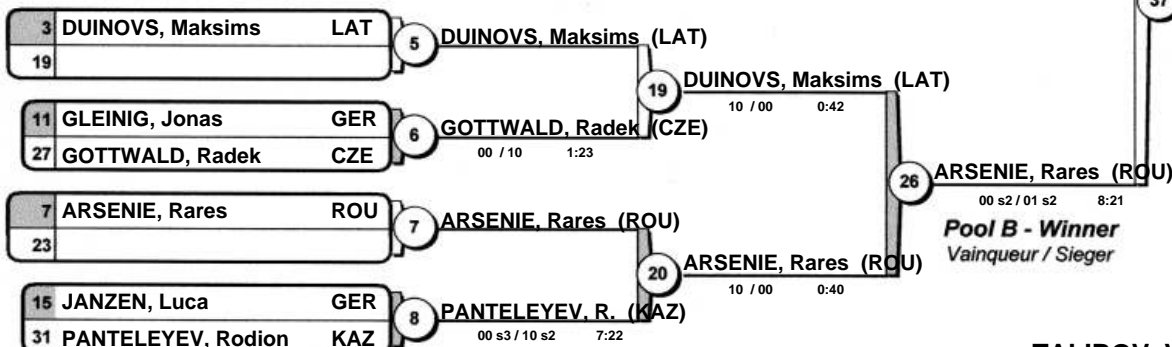 37
3 DUINOVS, Maksims LAT
19
5
DUINOVS, Maksims (LAT)
19
DUINOVS, Maksims (LAT)
10 / 00 0:42
11 GLEINIG, Jonas GER
27 GOTTWALD, Radek CZE
6
GOTTWALD, Radek (CZE)
00 / 10 1:23
26
ARSENIE, Rares (ROU)
00 s2 / 01 s2 8:21
Pool B - Winner
Vainqueur / Sieger
7 ARSENIE, Rares ROU
23
7
ARSENIE, Rares (ROU)
20
ARSENIE, Rares (ROU)
10 / 00 0:40
15 JANZEN, Luca GER
31 PANTELEYEV, Rodion KAZ
8
PANTELEYEV, R. (KAZ)
00 s3 / 10 s2 7:22